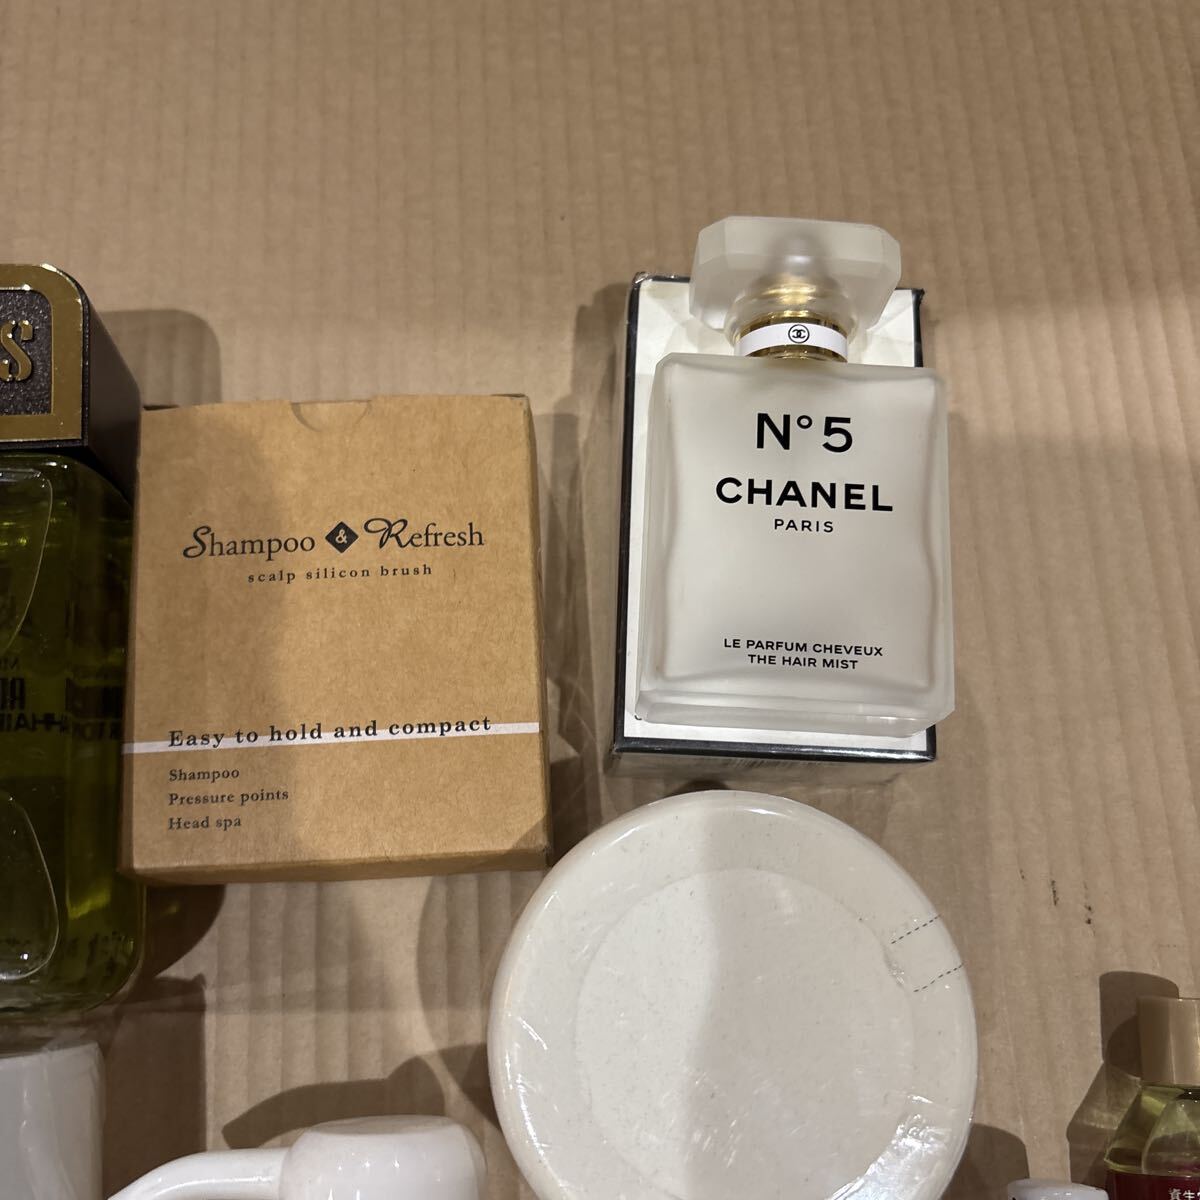 S
Shampoo & Refresh
scalp silicon brush
Easy to hold and compact
Shampoo
Pressure points
Head spa
N°5
CHANEL
PARIS
LE PARFUM CHEVEUX
THE HAIR MIST